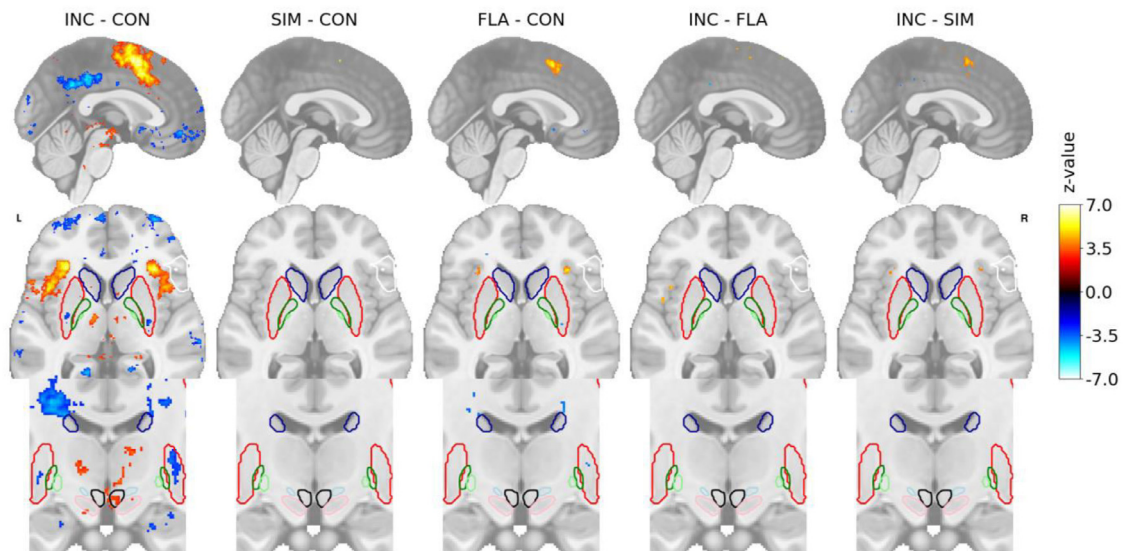 INC - CON
SIM - CON
FLA - CON
INC - FLA
INC - SIM
L
R
z-value
7.0
3.5
0.0
-3.5
-7.0